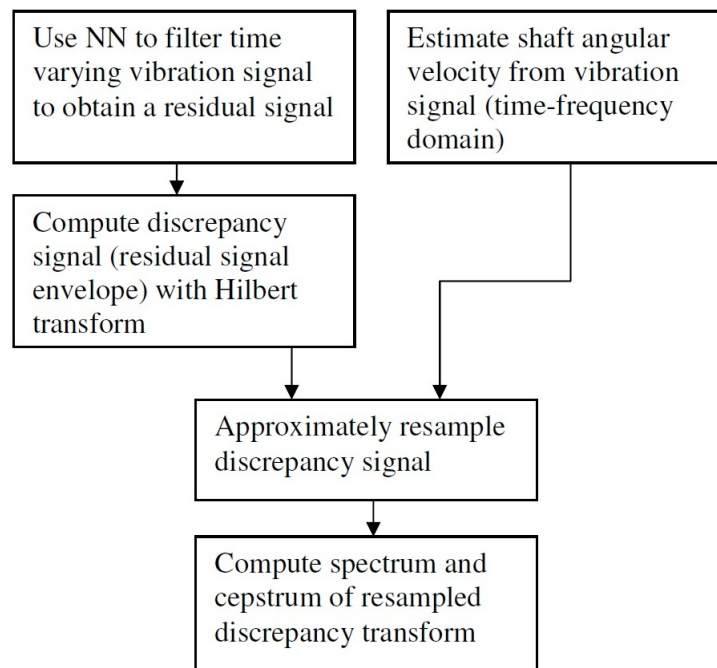 Use NN to filter time
varying vibration signal
to obtain a residual signal
Estimate shaft angular
velocity from vibration
signal (time-frequency
domain)
Compute discrepancy
signal (residual signal
envelope) with Hilbert
transform
Approximately resample
discrepancy signal
Compute spectrum and
cepstrum of resampled
discrepancy transform